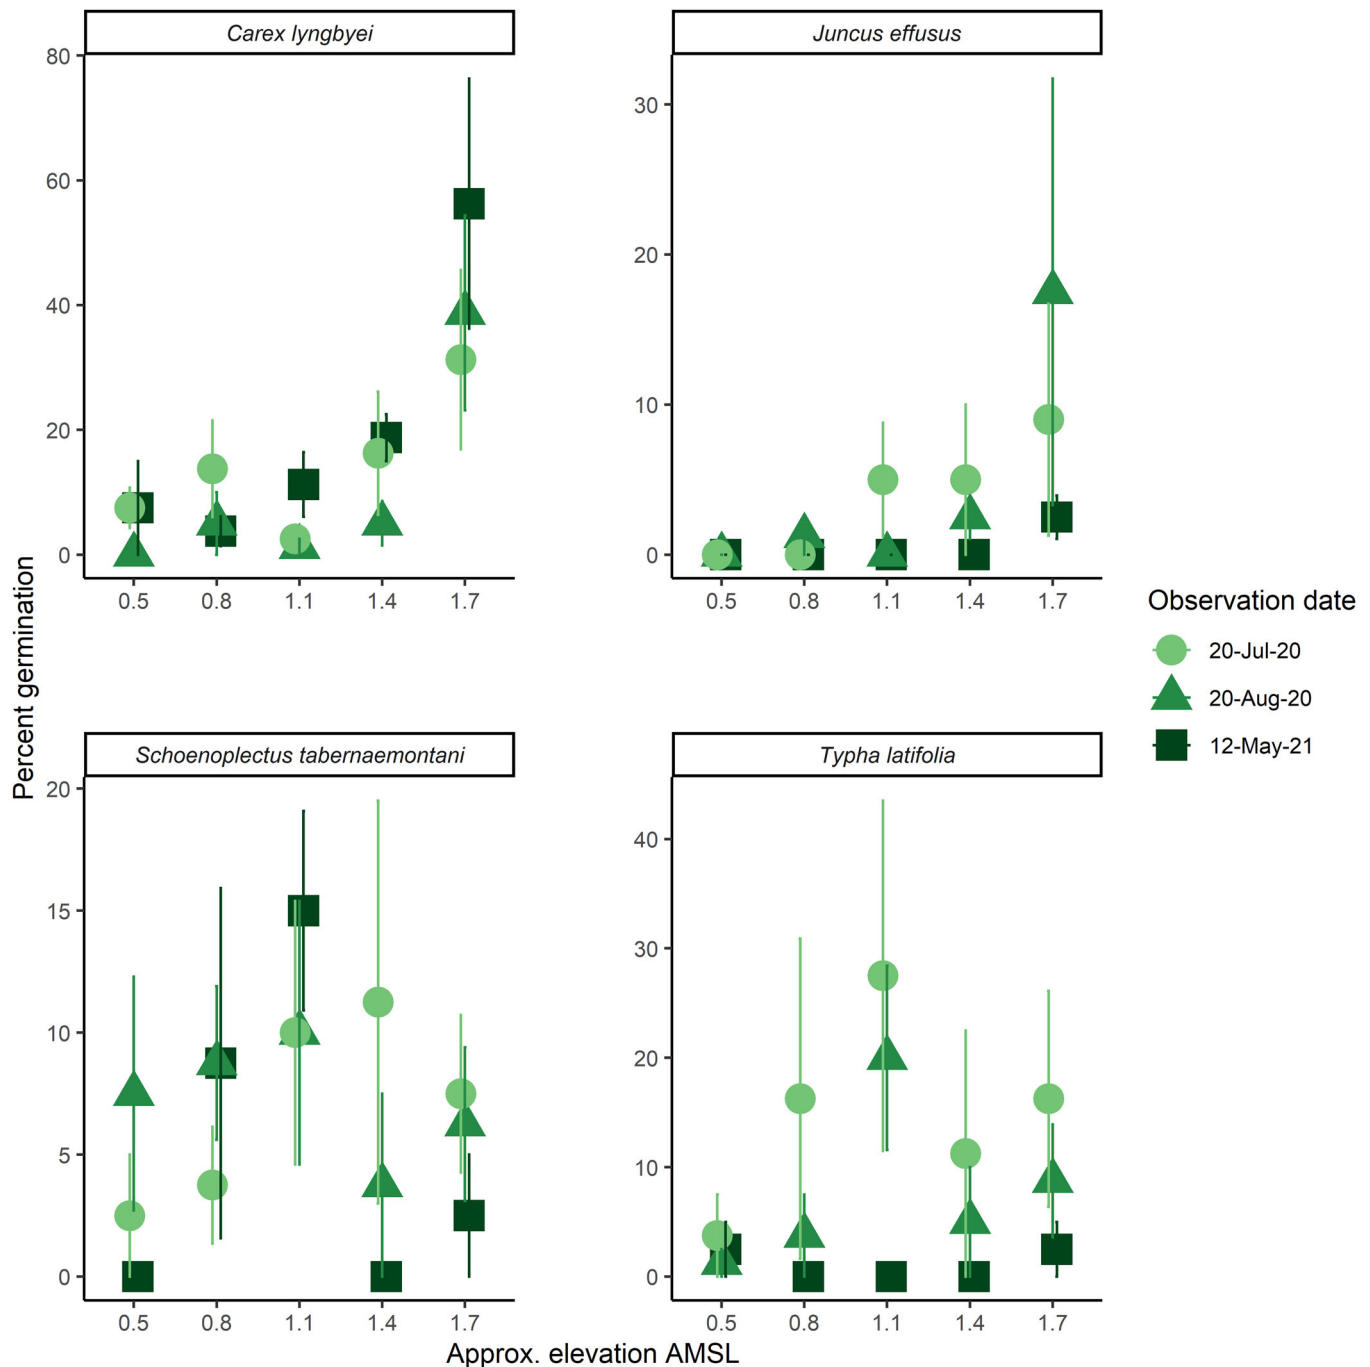 Carex lyngbyei
Juncus effusus
80
60
40
20
0
0.5 0.8 1.1 1.4 1.7
30
20
10
0
0.5 0.8 1.1 1.4 1.7
Percent germination
Observation date
20-Jul-20
20-Aug-20
12-May-21
Schoenoplectus tabernaemontani
Typha latifolia
20
15
10
5
0
0.5 0.8 1.1 1.4 1.7
40
30
20
10
0
0.5 0.8 1.1 1.4 1.7
Approx. elevation AMSL